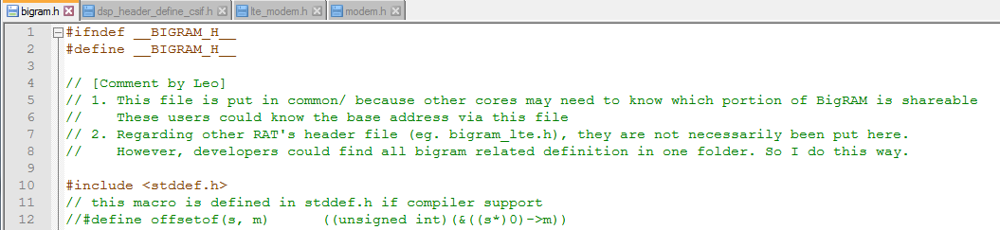 bigram.h dsp_header_define_csif.h lte_modem.h modem.h
1 #ifndef __BIGRAM_H__
2 #define __BIGRAM_H__
3
4 // [Comment by Leo]
5 // 1. This file is put in common/ because other cores may need to know which portion of BigRAM is shareable
6 //    These users could know the base address via this file
7 // 2. Regarding other RAT's header file (eg. bigram_lte.h), they are not necessarily been put here.
8 //    However, developers could find all bigram related definition in one folder. So I do this way.
9
10 #include <stddef.h>
11 // this macro is defined in stddef.h if compiler support
12 //#define offsetof(s, m)      ((unsigned int)(&((s*)0)->m))